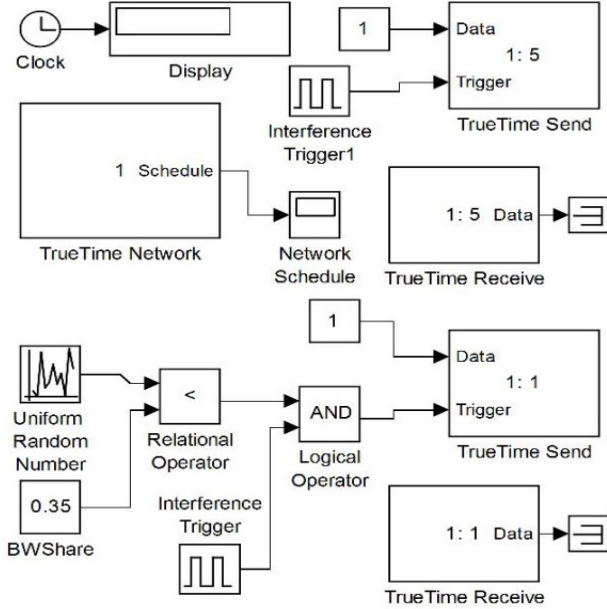 Clock
Display
1
Data
1: 5
Trigger
TrueTime Send
Interference
Trigger1
1 Schedule
TrueTime Network
Network
Schedule
1: 5 Data
TrueTime Receive
1
Data
1: 1
Trigger
TrueTime Send
Uniform
Random
Number
<
Relational
Operator
AND
Logical
Operator
0.35
BWShare
Interference
Trigger
1: 1 Data
TrueTime Receive